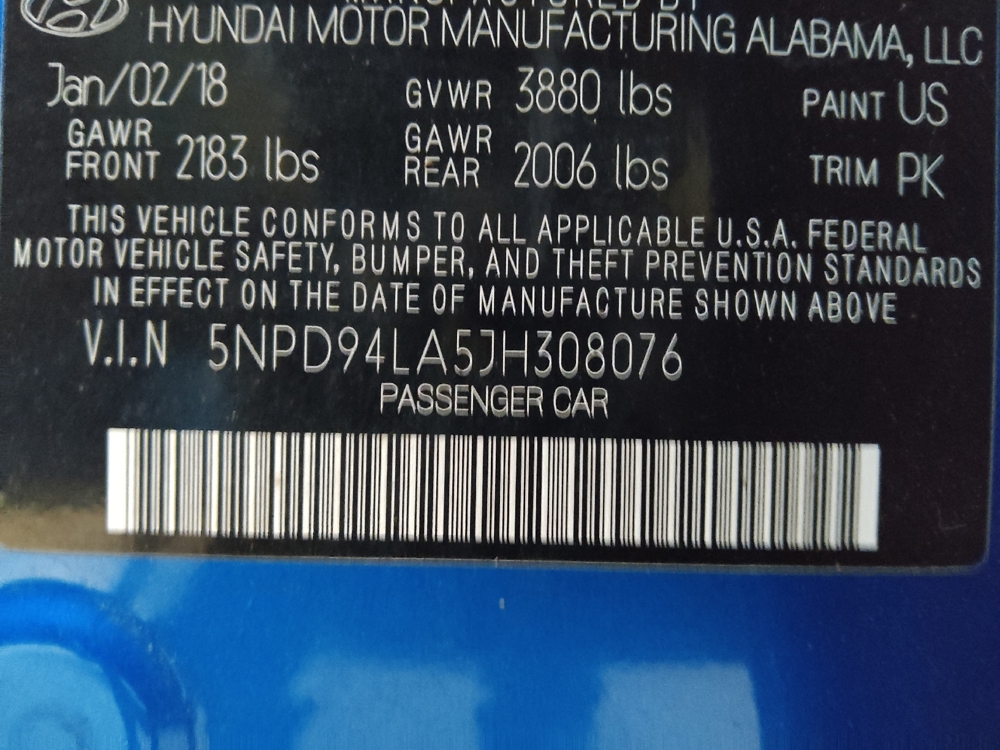 MANUFACTURED BY
HYUNDAI MOTOR MANUFACTURING ALABAMA, LLC
Jan/02/18 GVWR 3880 lbs PAINT US
GAWR FRONT 2183 lbs GAWR REAR 2006 lbs TRIM PK
THIS VEHICLE CONFORMS TO ALL APPLICABLE U.S.A. FEDERAL
MOTOR VEHICLE SAFETY, BUMPER, AND THEFT PREVENTION STANDARDS
IN EFFECT ON THE DATE OF MANUFACTURE SHOWN ABOVE
V.I.N 5NPD94LA5JH308076
PASSENGER CAR